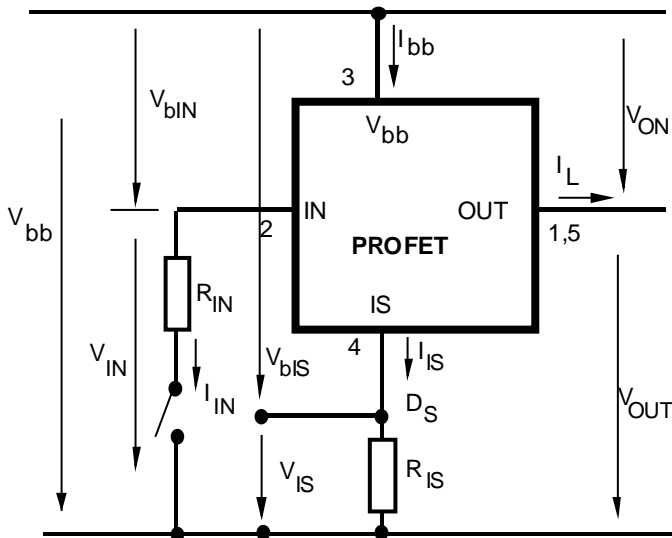 I bb
3
V bIN
V bb
V ON
I L
IN
OUT
V bb
2
PROFET
1,5
R IN
IS
4
I IS
V IN
V bIS
I IN
D S
V OUT
V IS
R IS